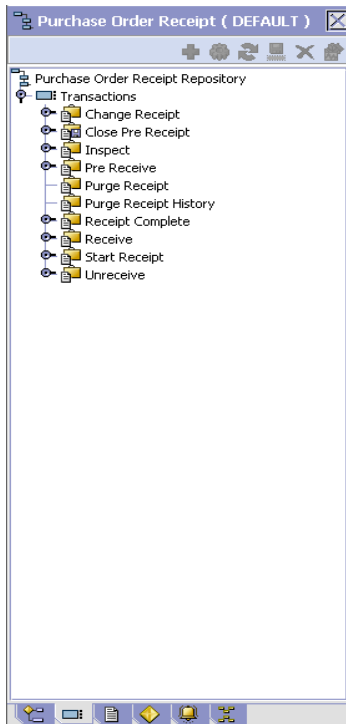 Purchase Order Receipt ( DEFAULT )
Purchase Order Receipt Repository
Transactions
Change Receipt
Close Pre Receipt
Inspect
Pre Receive
Purge Receipt
Purge Receipt History
Receipt Complete
Receive
Start Receipt
Unreceive